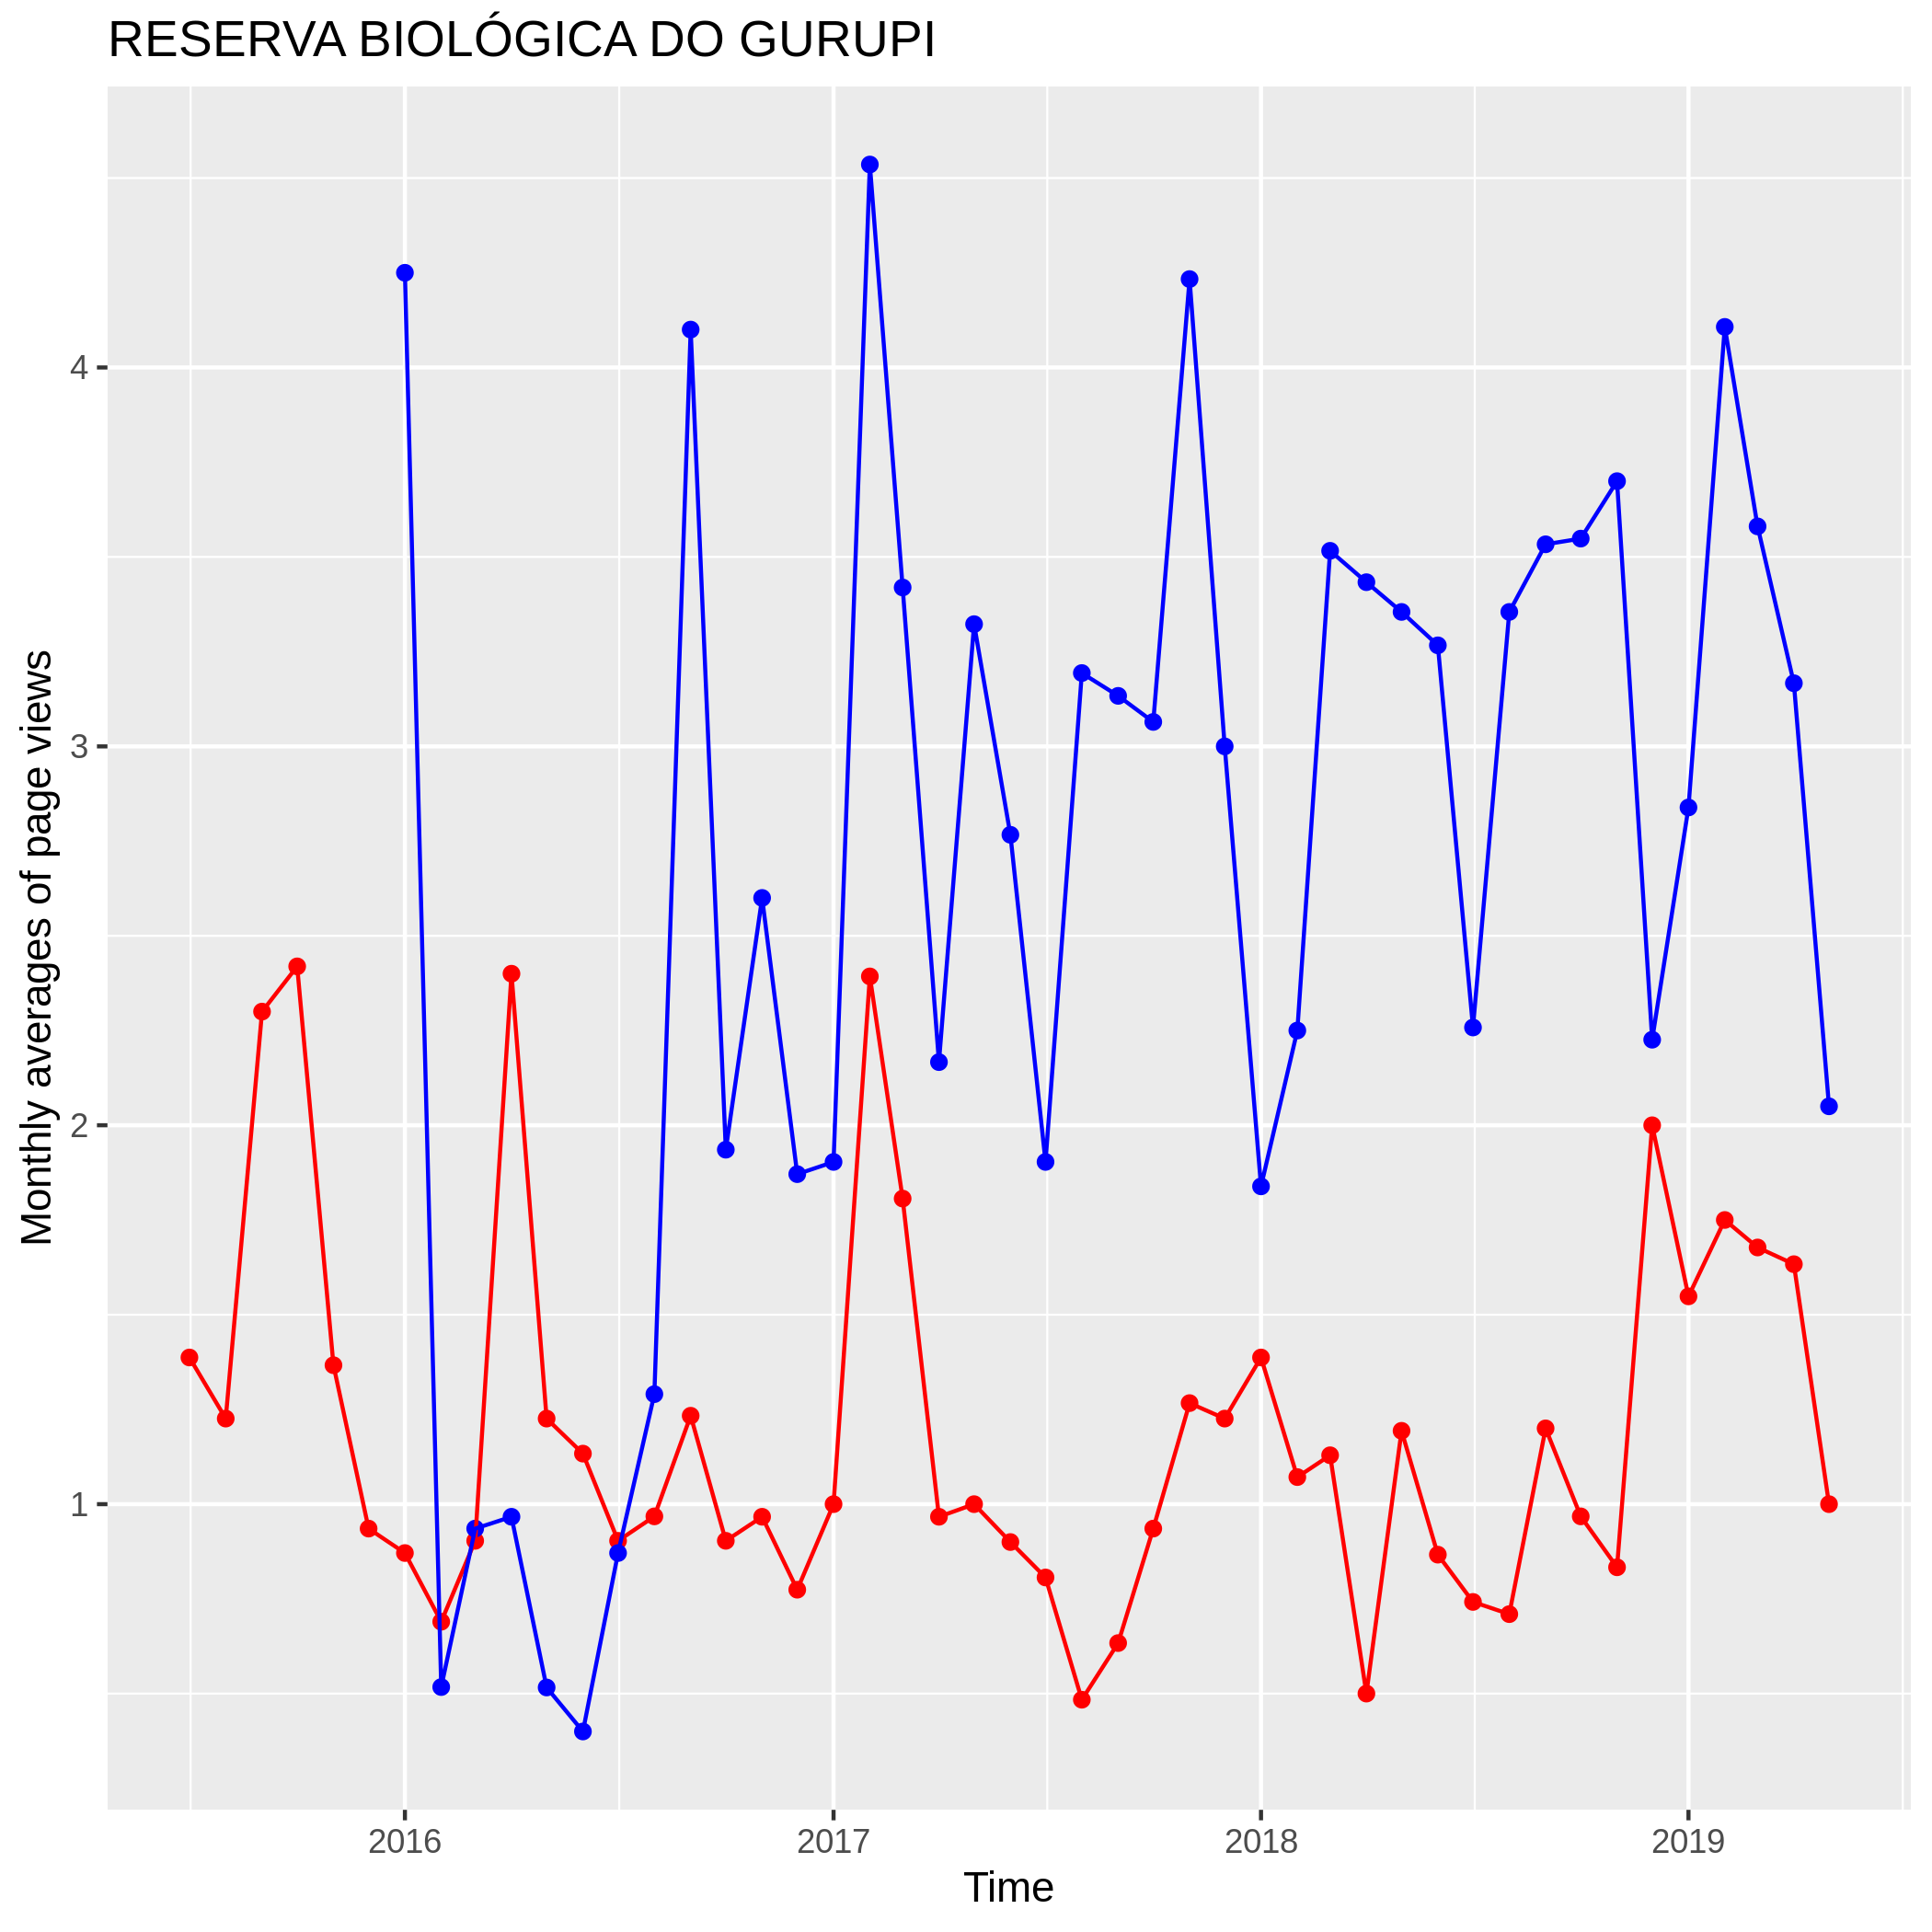 RESERVA BIOLÓGICA DO GURUPI
Monthly averages of page views
4
3
2
1
2016
2017
2018
2019
Time